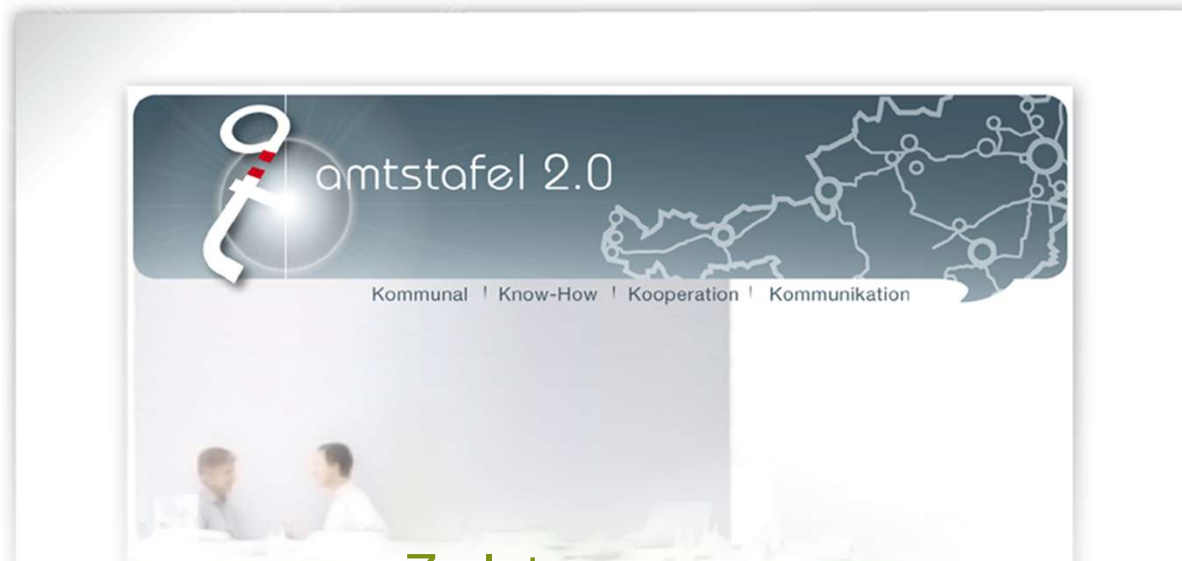 amtstafel 2.0
Kommunal | Know-How | Kooperation | Kommunikation